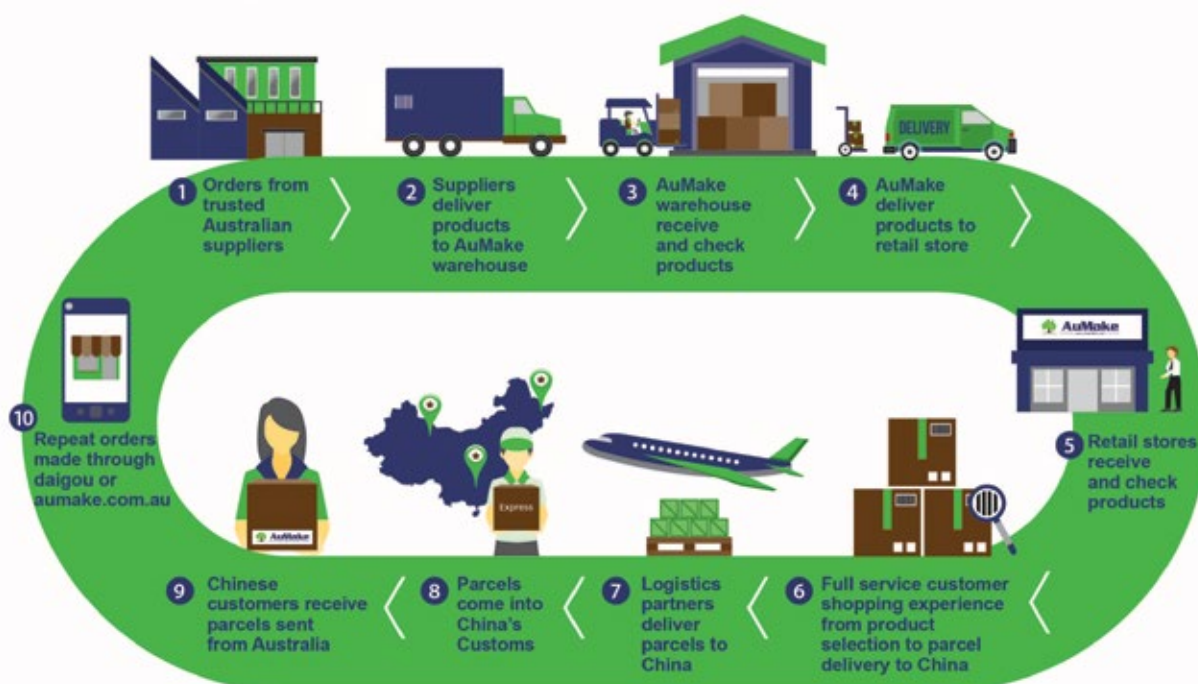 DELIVERY
1 Orders from
trusted
Australian
suppliers
2 Suppliers
deliver
products
to AuMake
warehouse
3 AuMake
warehouse
receive
and check
products
4 AuMake
deliver
products to
retail store
AuMake
5 Retail stores
receive
and check
products
6 Full service customer
shopping experience
from product
selection to parcel
delivery to China
7 Logistics
partners
deliver
parcels to
China
Express
8 Parcels
come into
China's
Customs
AuMake
9 Chinese
customers receive
parcels sent
from Australia
10
Repeat orders
made through
daigou or
aumake.com.au